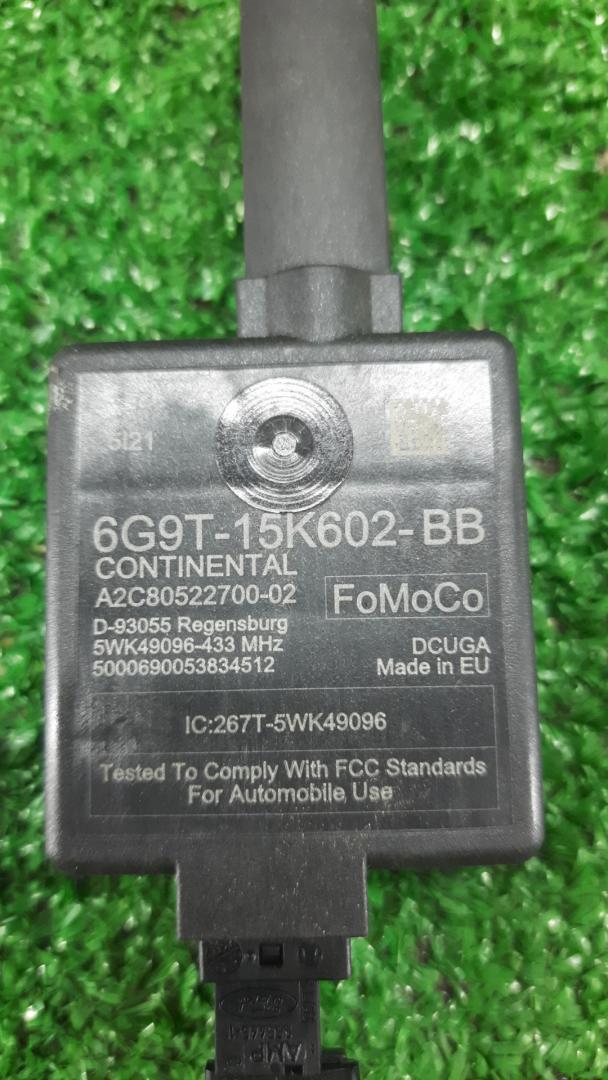 5I21
6G9T-15K602-BB
CONTINENTAL
A2C80522700-02
FoMoCo
D-93055 Regensburg
5WK49096-433 MHz
DCUGA
5000690053834512
Made in EU
IC:267T-5WK49096
Tested To Comply With FCC Standards
For Automobile Use
AMP